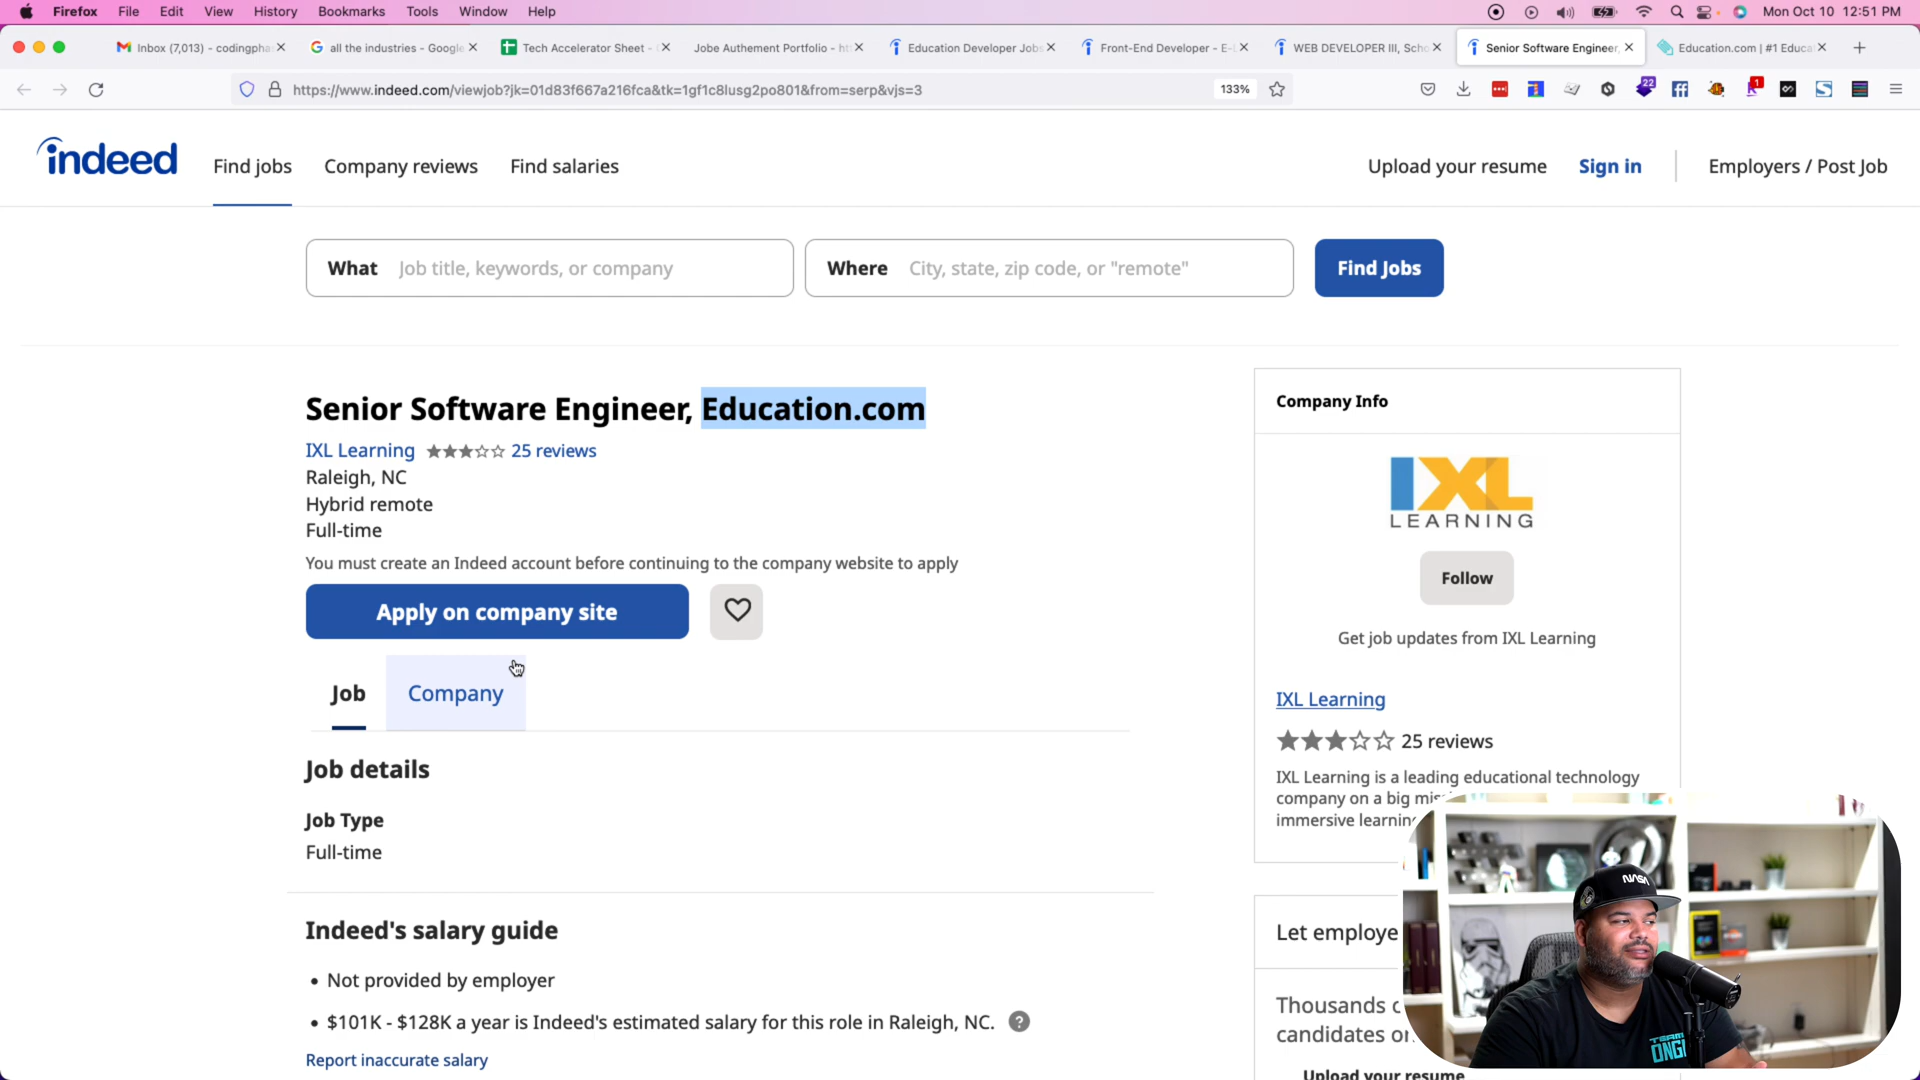 Firefox File Edit View History Bookmarks Tools Window Help Mon Oct 10 12:51 PM
Inbox (7,013) - codingpha all the industries - Google Tech Accelerator Sheet - Jobe Authement Portfolio - ht Education Developer Jobs Front-End Developer - E-L WEB DEVELOPER III, Scho Senior Software Engineer, Education.com | #1 Educa
https://www.indeed.com/viewjob?jk=01d83f667a216fca&tk=1gf1c8lusg2po801&from=serp&vjs=3 133% 22 1
indeed Find jobs Company reviews Find salaries Upload your resume Sign in Employers / Post Job
What Job title, keywords, or company Where City, state, zip code, or "remote" Find Jobs
Senior Software Engineer, Education.com
IXL Learning 25 reviews
Raleigh, NC
Hybrid remote
Full-time
You must create an Indeed account before continuing to the company website to apply
Apply on company site
Job Company
Job details
Job Type
Full-time
Indeed's salary guide
• Not provided by employer
• $101K - $128K a year is Indeed's estimated salary for this role in Raleigh, NC. ?
Report inaccurate salary
Company Info
IXL
LEARNING
Follow
Get job updates from IXL Learning
IXL Learning
25 reviews
IXL Learning is a leading educational technology
company on a big
immersive
Let
Thousands
candidates
Upload your resume
NASA
TEAM